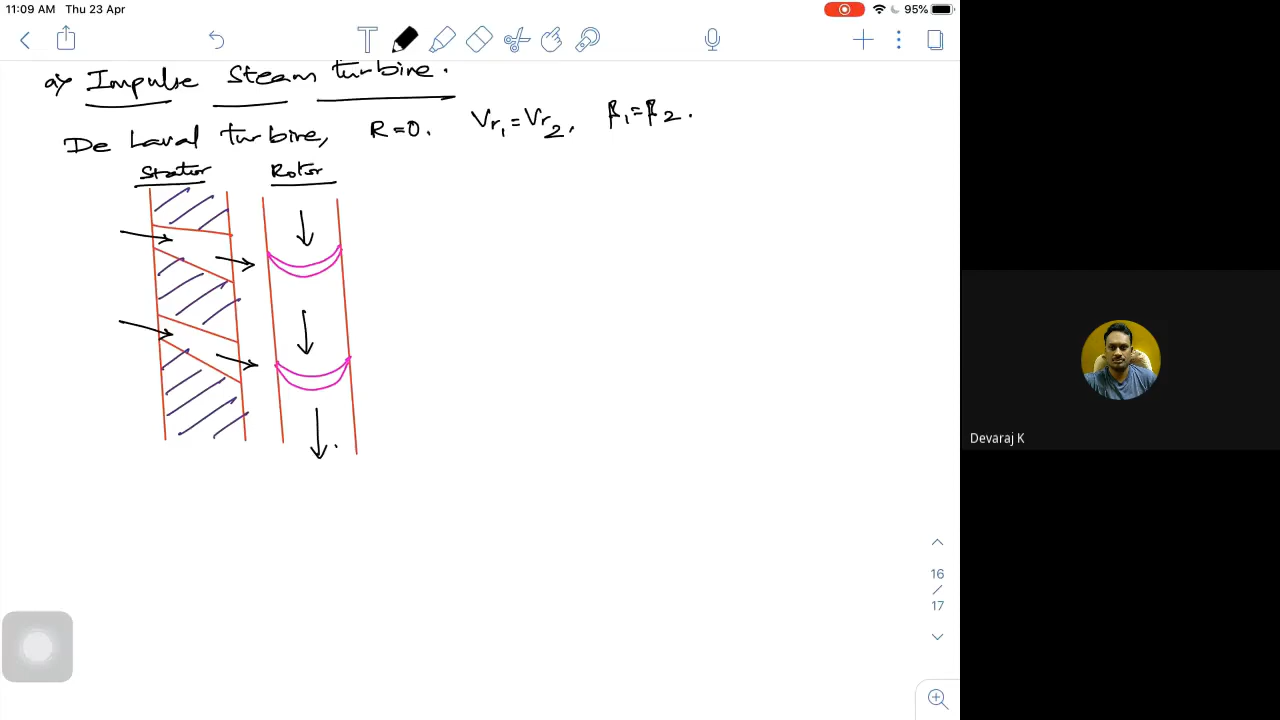 11:09 AM Thu 23 Apr
95%
T
a) Impulse Steam turbine.
De Laval turbine, R=0. Vr₁=Vr₂, β₁=β₂.
Stator Rotor
Devaraj K
16
/
17